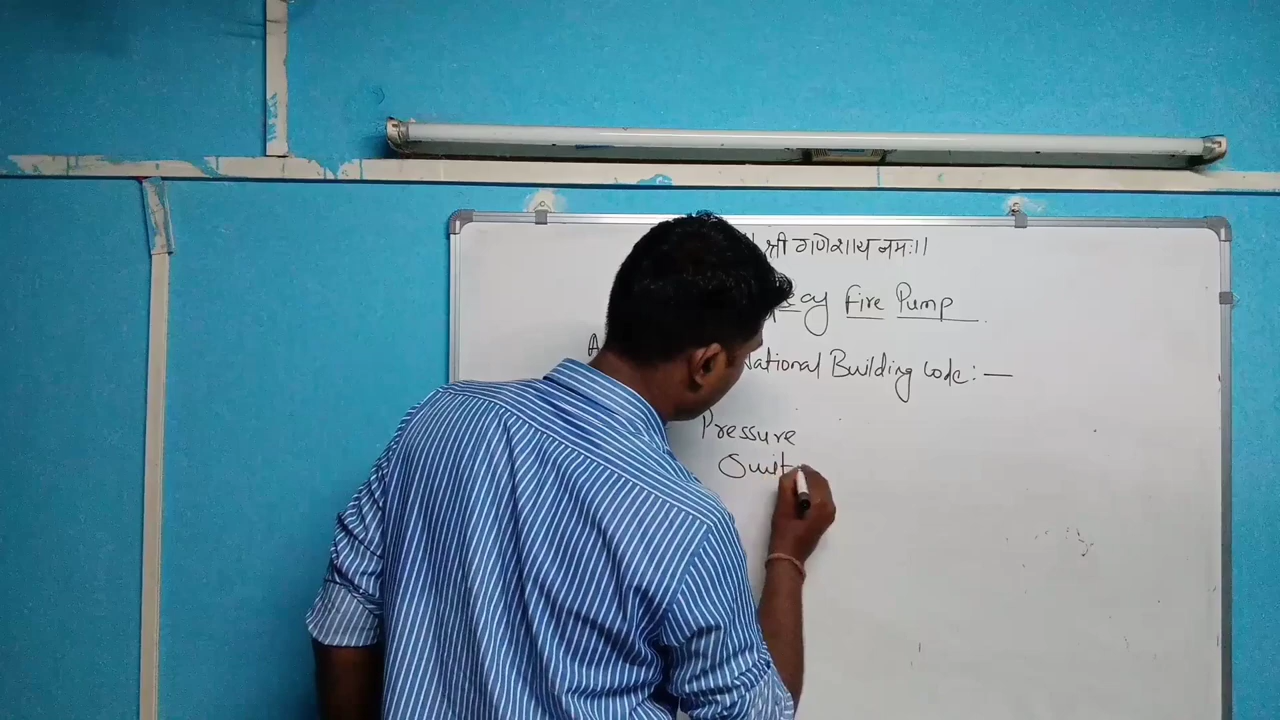 ।। श्री गणेशाय नमः।।
Fire Pump
A National Building Code:—
Pressure
Swit